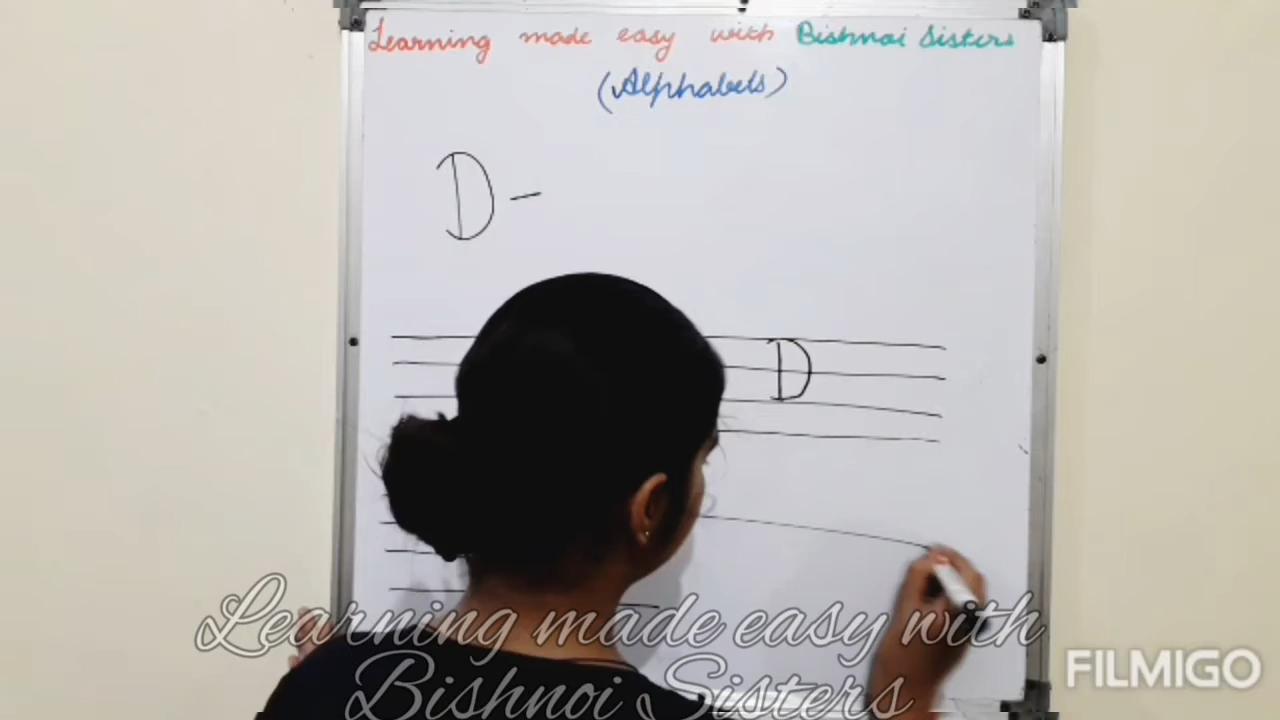 Learning made easy with Bishnoi Sisters
(Alphabets)
D -
D
Learning made easy with
Bishnoi Sisters
FILMIGO